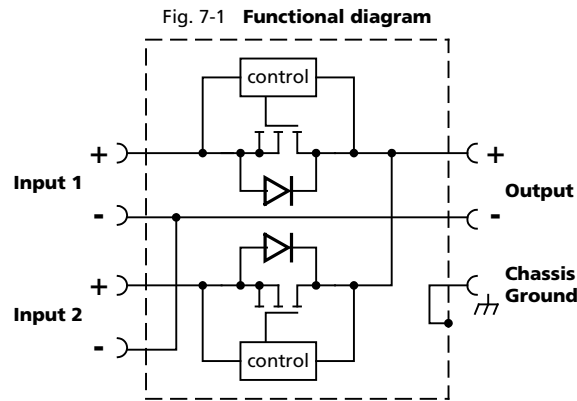 Fig. 7-1 Functional diagram
control
+
+
Input 1
Output
-
-
+
Chassis
Ground
Input 2
-
control